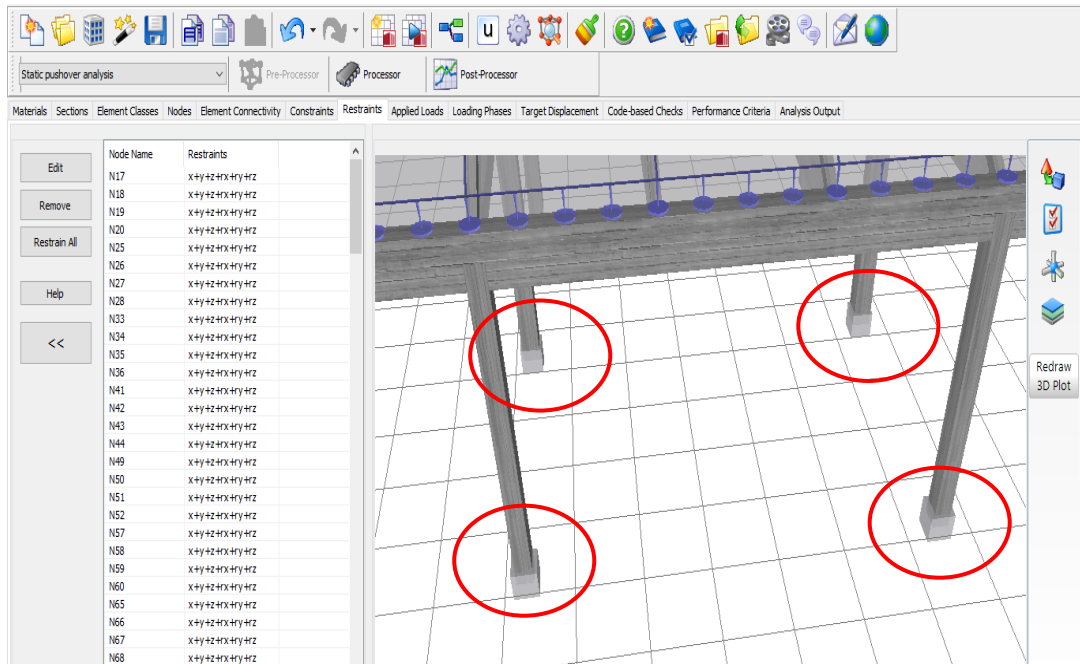 u
Static pushover analysis
Pre-Processor
Processor
Post-Processor
Materials Sections Element Classes Nodes Element Connectivity Constraints Restraints Applied Loads Loading Phases Target Displacement Code-based Checks Performance Criteria Analysis Output
Edit
Remove
Restrain All
Help
<<
Node Name Restraints
N17 x+y+z+rx+ry+rz
N18 x+y+z+rx+ry+rz
N19 x+y+z+rx+ry+rz
N20 x+y+z+rx+ry+rz
N25 x+y+z+rx+ry+rz
N26 x+y+z+rx+ry+rz
N27 x+y+z+rx+ry+rz
N28 x+y+z+rx+ry+rz
N33 x+y+z+rx+ry+rz
N34 x+y+z+rx+ry+rz
N35 x+y+z+rx+ry+rz
N36 x+y+z+rx+ry+rz
N41 x+y+z+rx+ry+rz
N42 x+y+z+rx+ry+rz
N43 x+y+z+rx+ry+rz
N44 x+y+z+rx+ry+rz
N49 x+y+z+rx+ry+rz
N50 x+y+z+rx+ry+rz
N51 x+y+z+rx+ry+rz
N52 x+y+z+rx+ry+rz
N57 x+y+z+rx+ry+rz
N58 x+y+z+rx+ry+rz
N59 x+y+z+rx+ry+rz
N60 x+y+z+rx+ry+rz
N65 x+y+z+rx+ry+rz
N66 x+y+z+rx+ry+rz
N67 x+y+z+rx+ry+rz
N68 x+y+z+rx+ry+rz
Redraw
3D Plot